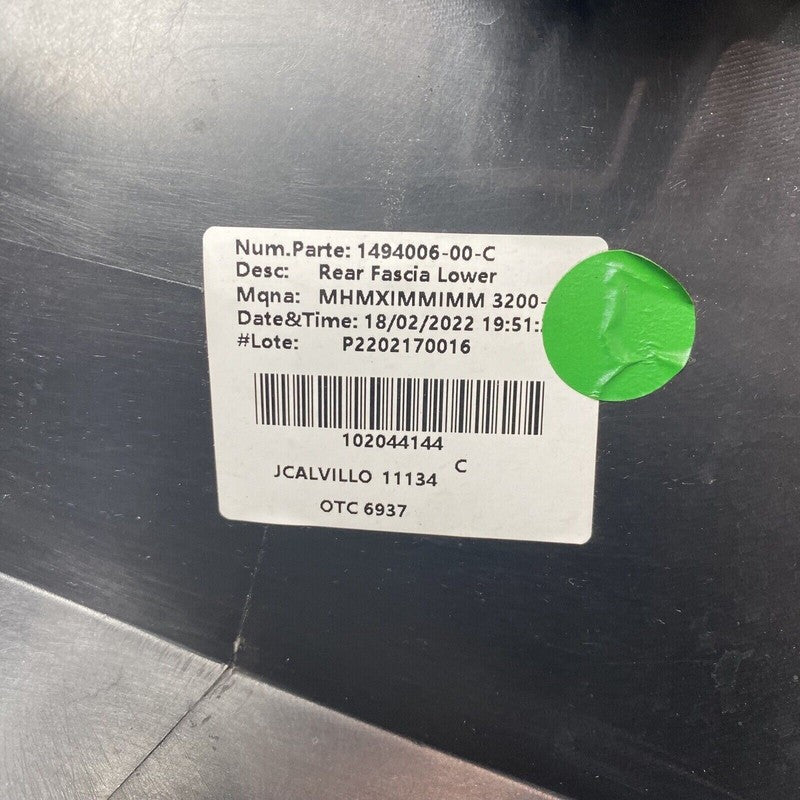 Num.Parte: 1494006-00-C
Desc: Rear Fascia Lower
Mqna: MHMXIMMIMM 3200-
Date&Time: 18/02/2022 19:51:
#Lote: P2202170016
102044144
JCALVILLO 11134 C
OTC 6937